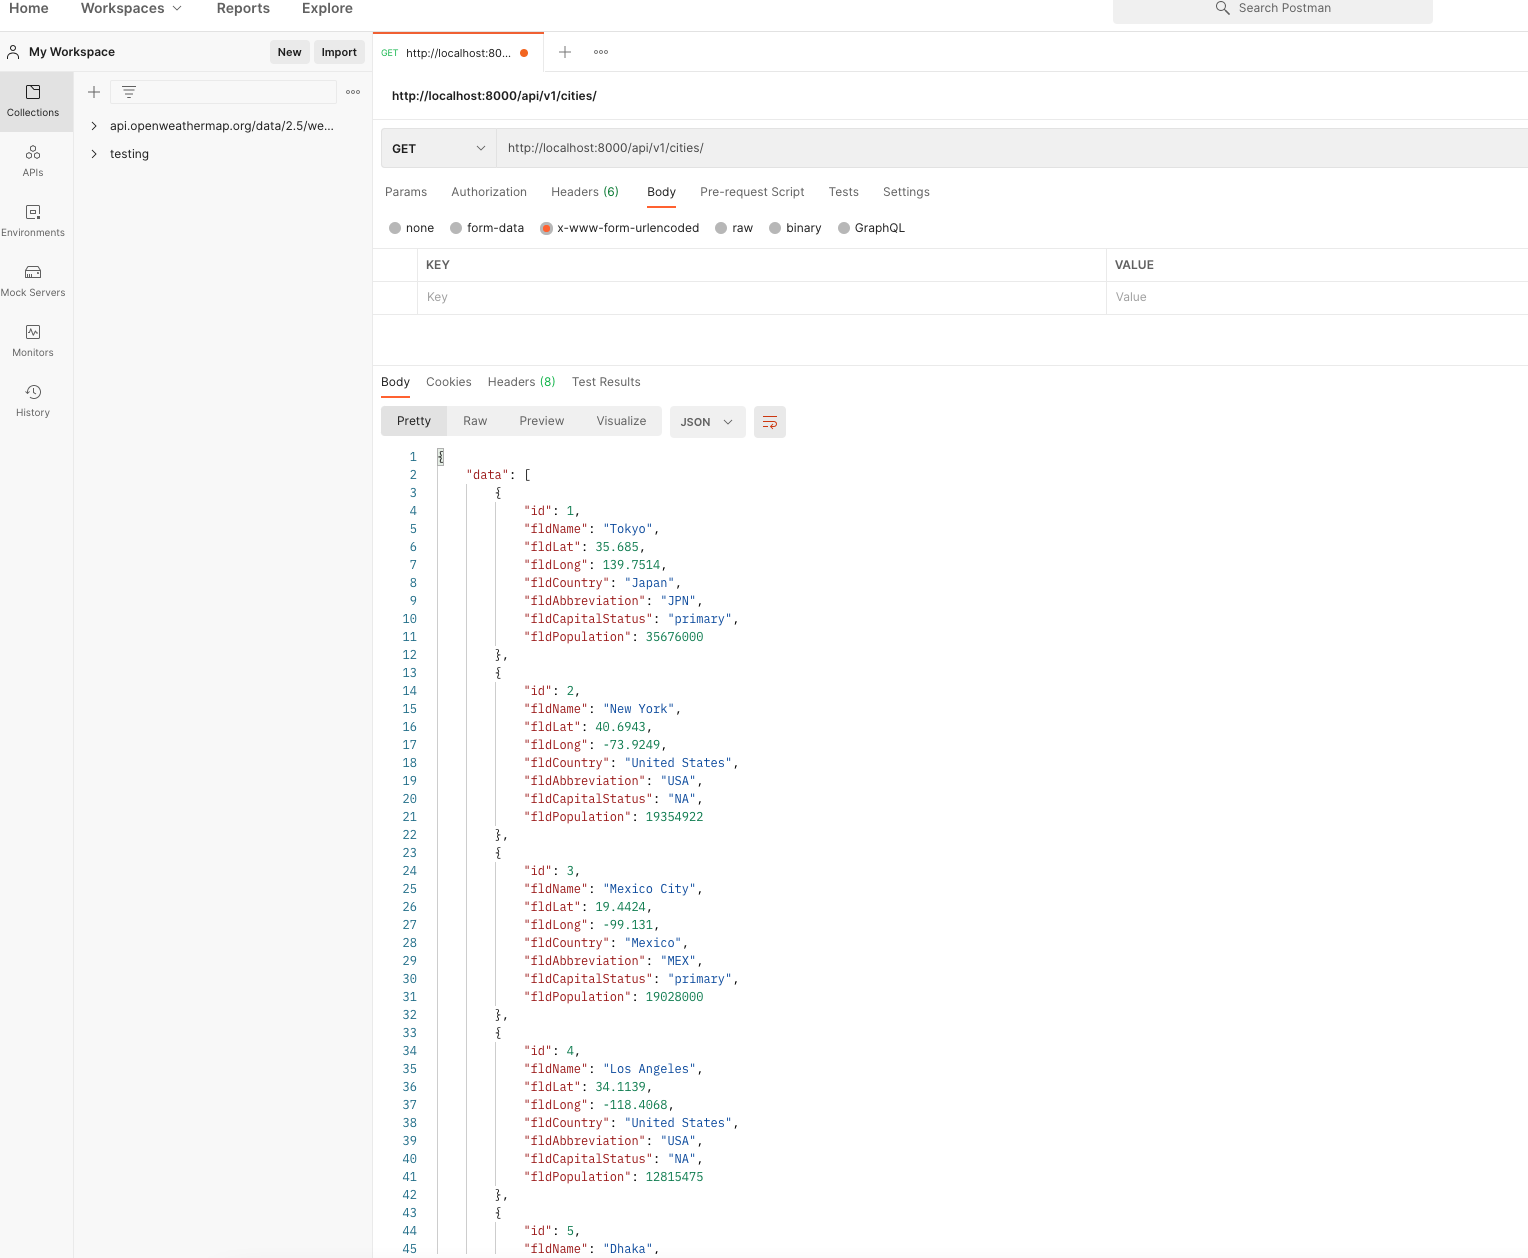 Home Workspaces Reports Explore Search Postman
My Workspace New Import
GET http://localhost:80...
Collections
api.openweathermap.org/data/2.5/we...
testing
APIs
Environments
Mock Servers
Monitors
History
http://localhost:8000/api/v1/cities/
GET http://localhost:8000/api/v1/cities/
Params Authorization Headers (6) Body Pre-request Script Tests Settings
none form-data x-www-form-urlencoded raw binary GraphQL
KEY VALUE
Key Value
Body Cookies Headers (8) Test Results
Pretty Raw Preview Visualize JSON
1 {
2 "data": [
3 {
4 "id": 1,
5 "fldName": "Tokyo",
6 "fldLat": 35.685,
7 "fldLong": 139.7514,
8 "fldCountry": "Japan",
9 "fldAbbreviation": "JPN",
10 "fldCapitalStatus": "primary",
11 "fldPopulation": 35676000
12 },
13 {
14 "id": 2,
15 "fldName": "New York",
16 "fldLat": 40.6943,
17 "fldLong": -73.9249,
18 "fldCountry": "United States",
19 "fldAbbreviation": "USA",
20 "fldCapitalStatus": "NA",
21 "fldPopulation": 19354922
22 },
23 {
24 "id": 3,
25 "fldName": "Mexico City",
26 "fldLat": 19.4424,
27 "fldLong": -99.131,
28 "fldCountry": "Mexico",
29 "fldAbbreviation": "MEX",
30 "fldCapitalStatus": "primary",
31 "fldPopulation": 19028000
32 },
33 {
34 "id": 4,
35 "fldName": "Los Angeles",
36 "fldLat": 34.1139,
37 "fldLong": -118.4068,
38 "fldCountry": "United States",
39 "fldAbbreviation": "USA",
40 "fldCapitalStatus": "NA",
41 "fldPopulation": 12815475
42 },
43 {
44 "id": 5,
45 "fldName": "Dhaka",